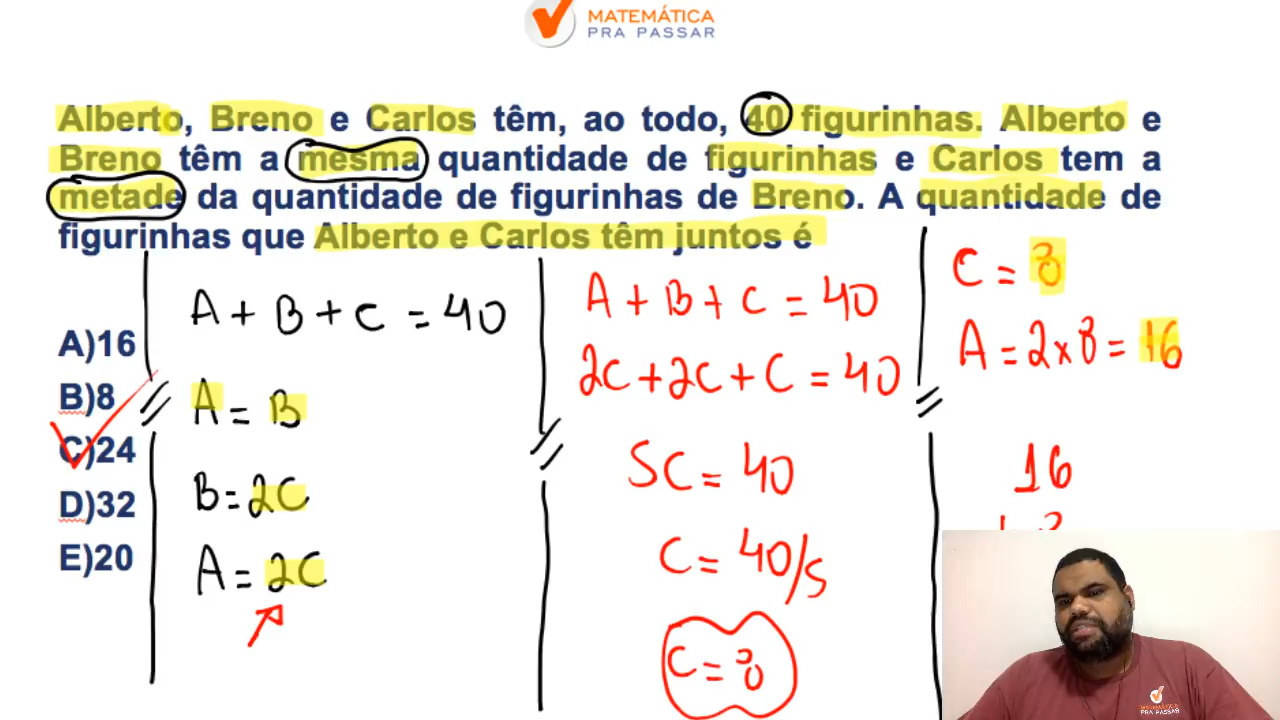 MATEMÁTICA
PRA PASSAR
Alberto, Breno e Carlos têm, ao todo, 40 figurinhas. Alberto e
Breno têm a mesma quantidade de figurinhas e Carlos tem a
metade da quantidade de figurinhas de Breno. A quantidade de
figurinhas que Alberto e Carlos têm juntos é
A)16
B)8
C)24
D)32
E)20
A + B + C = 40
A = B
B = 2C
A = 2C
A + B + C = 40
2C + 2C + C = 40
5C = 40
C = 40/5
C = 8
C = 8
A = 2 x 8 = 16
16
MATEMÁTICA
PRA PASSAR